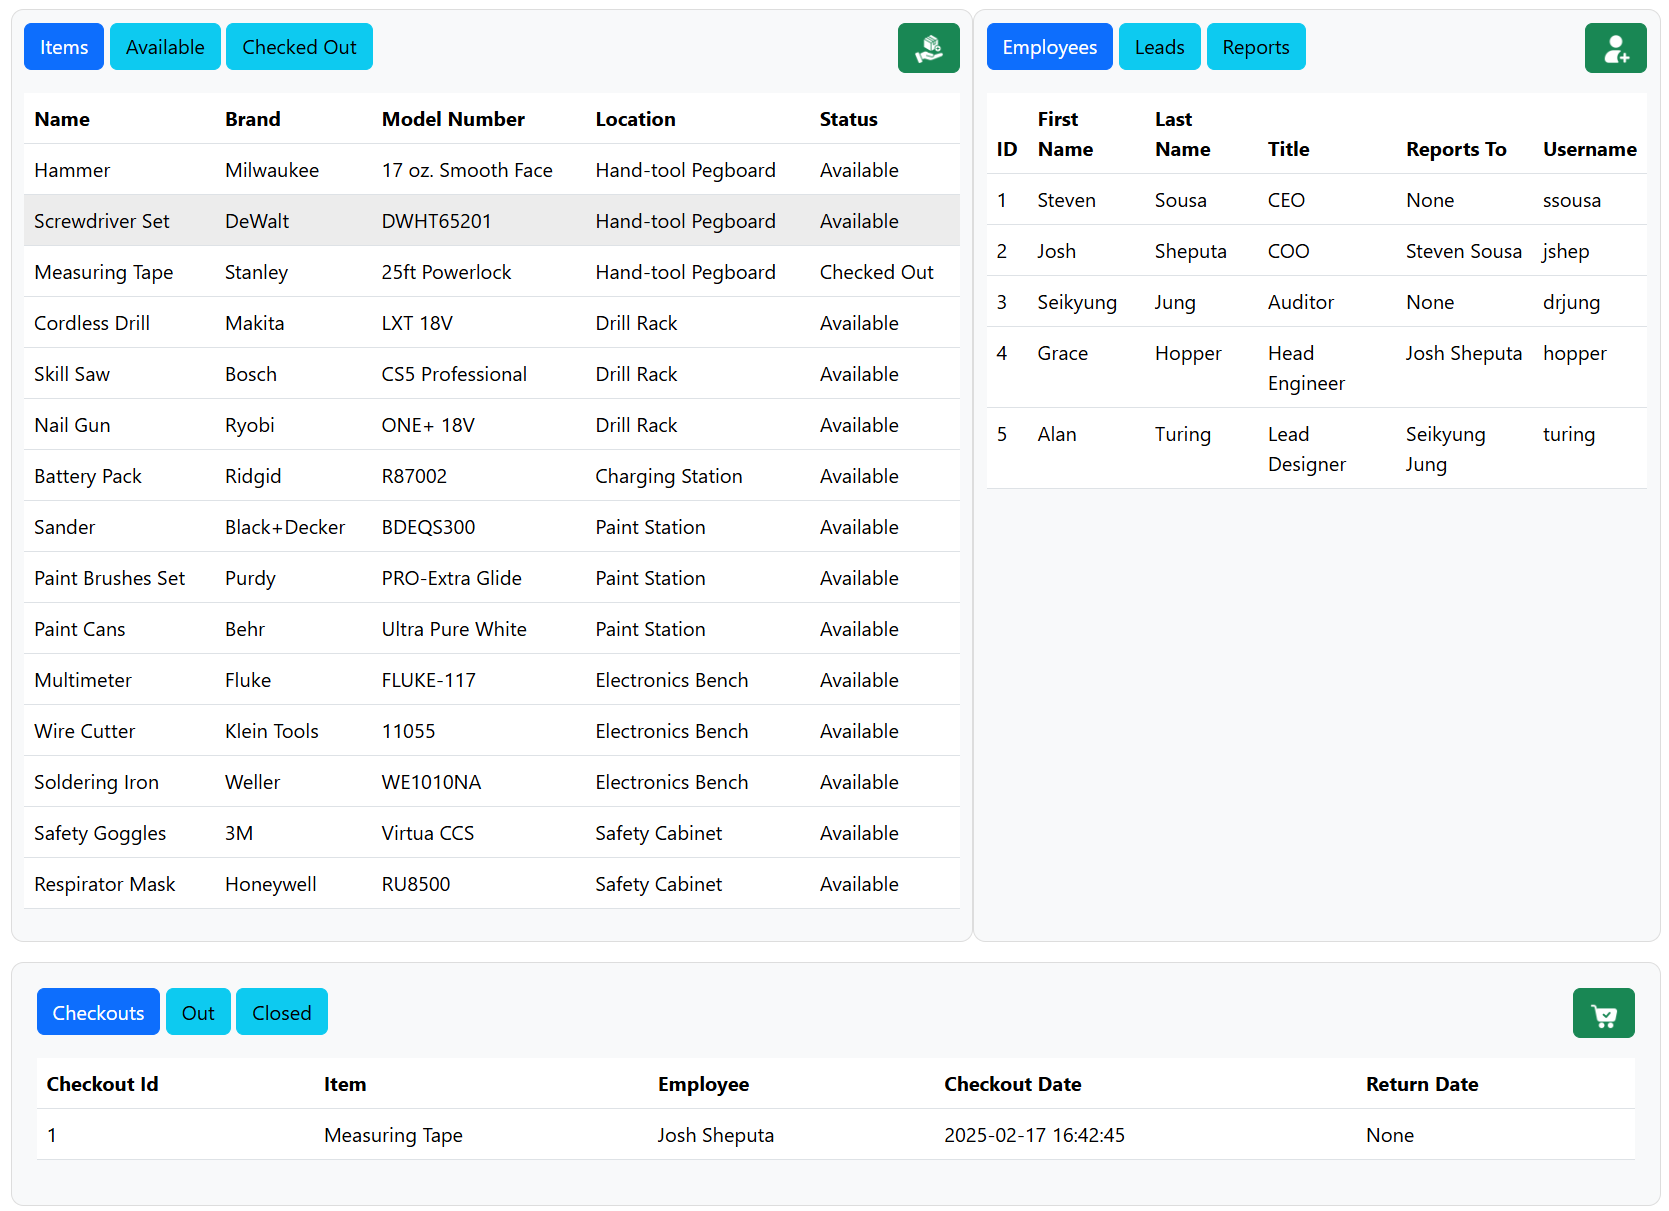 Items Available Checked Out
Name Brand Model Number Location Status
Hammer Milwaukee 17 oz. Smooth Face Hand-tool Pegboard Available
Screwdriver Set DeWalt DWHT65201 Hand-tool Pegboard Available
Measuring Tape Stanley 25ft Powerlock Hand-tool Pegboard Checked Out
Cordless Drill Makita LXT 18V Drill Rack Available
Skill Saw Bosch CS5 Professional Drill Rack Available
Nail Gun Ryobi ONE+ 18V Drill Rack Available
Battery Pack Ridgid R87002 Charging Station Available
Sander Black+Decker BDEQS300 Paint Station Available
Paint Brushes Set Purdy PRO-Extra Glide Paint Station Available
Paint Cans Behr Ultra Pure White Paint Station Available
Multimeter Fluke FLUKE-117 Electronics Bench Available
Wire Cutter Klein Tools 11055 Electronics Bench Available
Soldering Iron Weller WE1010NA Electronics Bench Available
Safety Goggles 3M Virtua CCS Safety Cabinet Available
Respirator Mask Honeywell RU8500 Safety Cabinet Available
Employees Leads Reports
First Last
ID Name Name Title Reports To Username
1 Steven Sousa CEO None ssousa
2 Josh Sheputa COO Steven Sousa jshep
3 Seikyung Jung Auditor None drjung
4 Grace Hopper Head Josh Sheputa hopper
Engineer
5 Alan Turing Lead Seikyung turing
Designer Jung
Checkouts Out Closed
Checkout Id Item Employee Checkout Date Return Date
1 Measuring Tape Josh Sheputa 2025-02-17 16:42:45 None